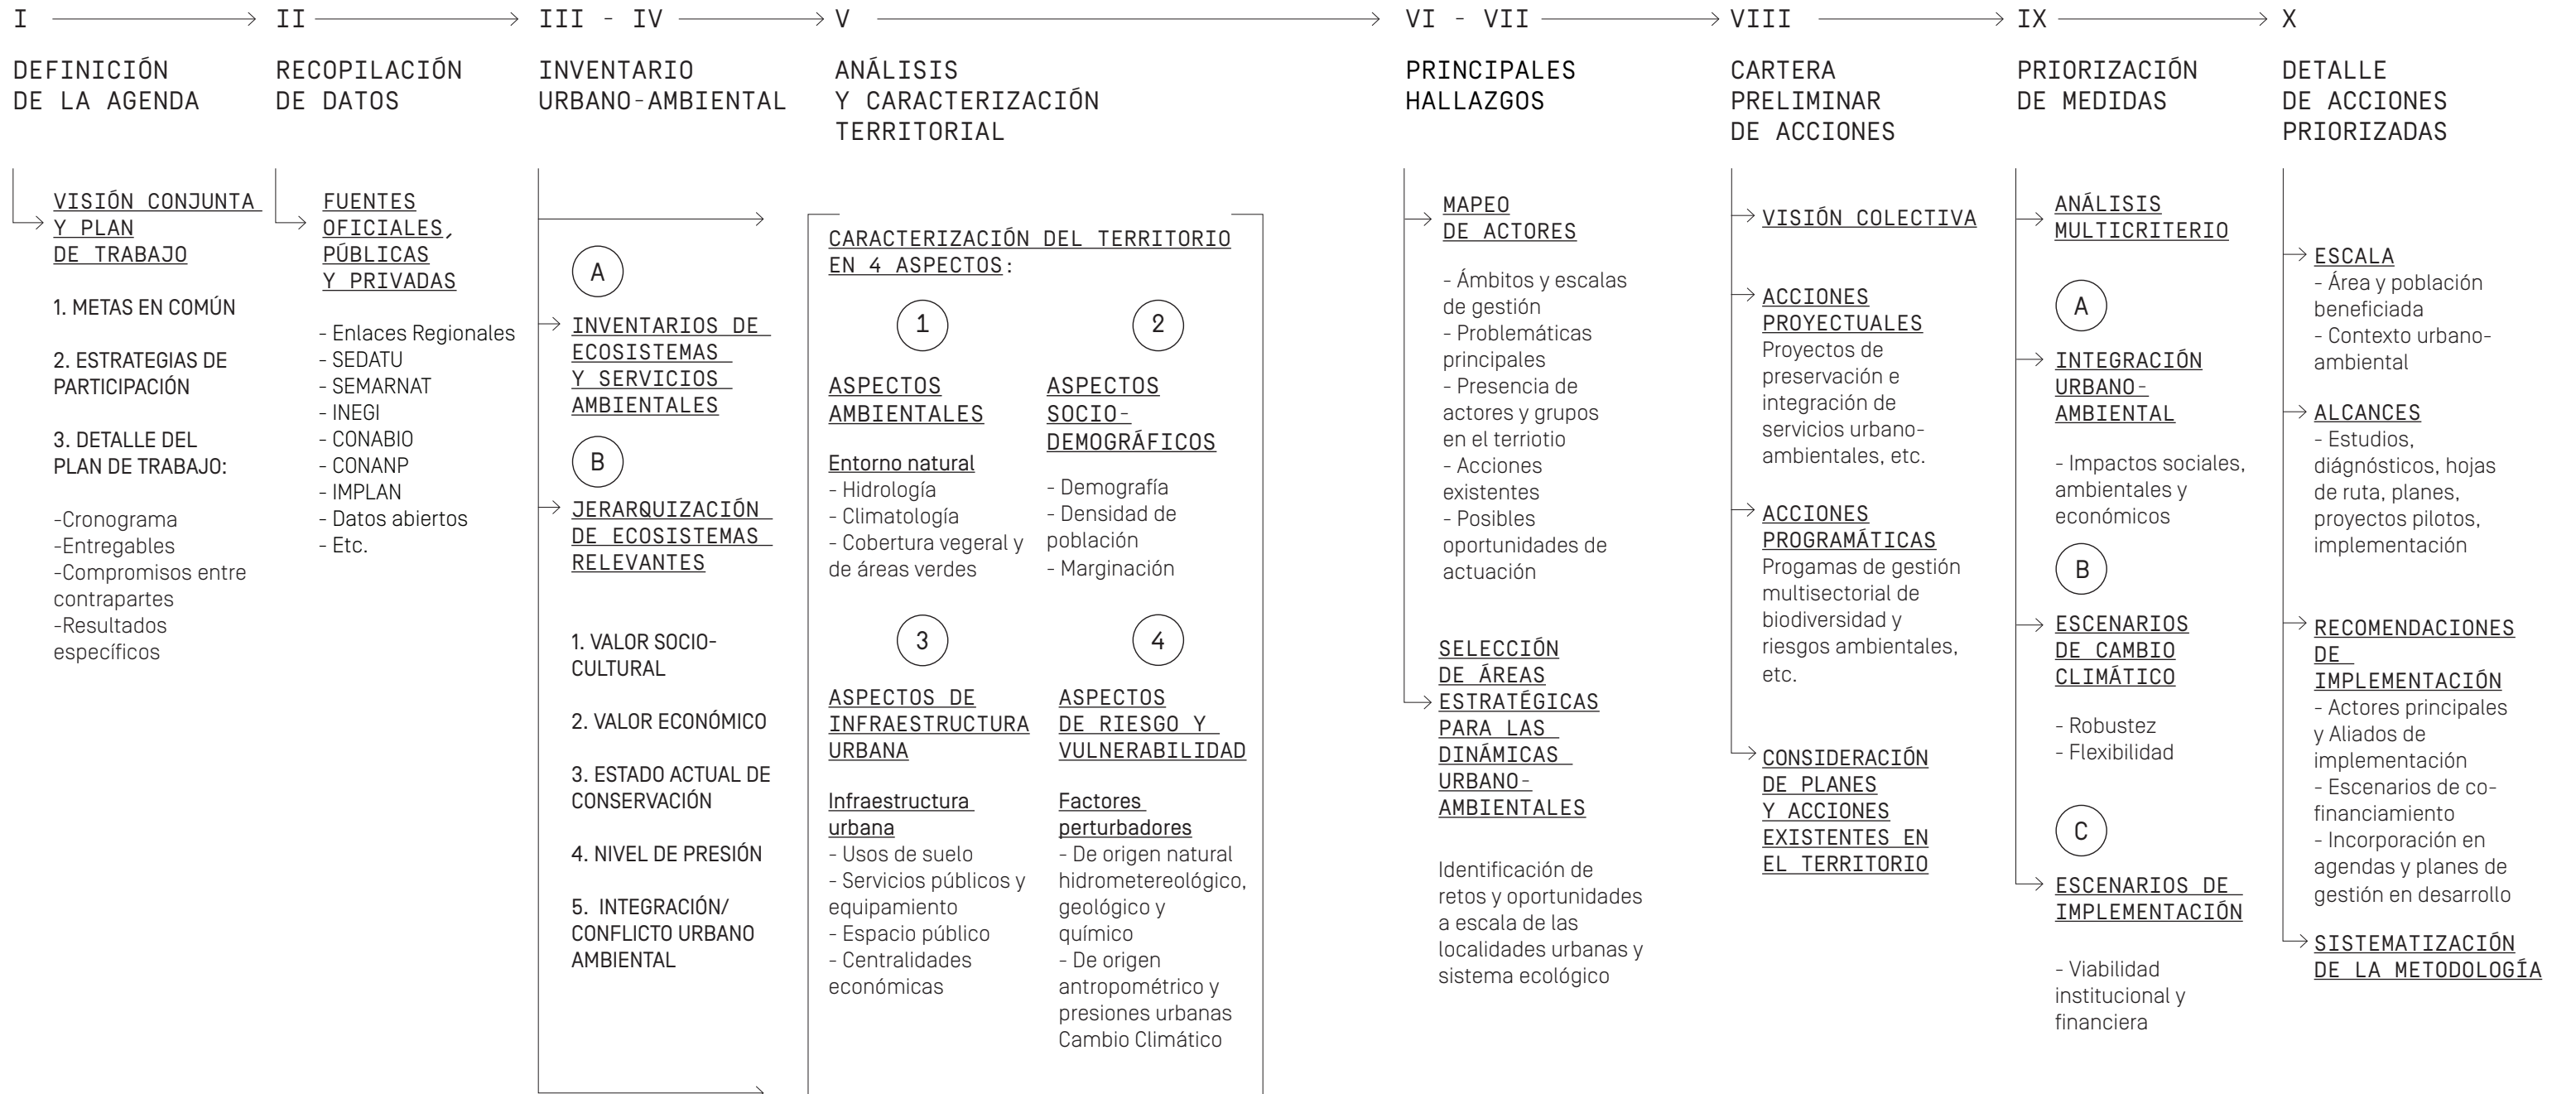 I
II
III - IV
V
VI - VII
VIII
IX
X
DEFINICIÓN
DE LA AGENDA
RECOPILACIÓN
DE DATOS
INVENTARIO
URBANO-AMBIENTAL
ANÁLISIS
Y CARACTERIZACIÓN
TERRITORIAL
PRINCIPALES
HALLAZGOS
CARTERA
PRELIMINAR
DE ACCIONES
PRIORIZACIÓN
DE MEDIDAS
DETALLE
DE ACCIONES
PRIORIZADAS
VISIÓN CONJUNTA
Y PLAN
DE TRABAJO
1. METAS EN COMÚN
2. ESTRATEGIAS DE
PARTICIPACIÓN
3. DETALLE DEL
PLAN DE TRABAJO:
-Cronograma
-Entregables
-Compromisos entre
contrapartes
-Resultados
específicos
FUENTES
OFICIALES,
PÚBLICAS
Y PRIVADAS
- Enlaces Regionales
- SEDATU
- SEMARNAT
- INEGI
- CONABIO
- CONANP
- IMPLAN
- Datos abiertos
- Etc.
A
INVENTARIOS DE
ECOSISTEMAS
Y SERVICIOS
AMBIENTALES
B
JERARQUIZACIÓN
DE ECOSISTEMAS
RELEVANTES
1. VALOR SOCIO-
CULTURAL
2. VALOR ECONÓMICO
3. ESTADO ACTUAL DE
CONSERVACIÓN
4. NIVEL DE PRESIÓN
5. INTEGRACIÓN/
CONFLICTO URBANO
AMBIENTAL
CARACTERIZACIÓN DEL TERRITORIO
EN 4 ASPECTOS:
1
ASPECTOS
AMBIENTALES
Entorno natural
- Hidrología
- Climatología
- Cobertura vegeral y
de áreas verdes
2
ASPECTOS
SOCIO-
DEMOGRÁFICOS
- Demografía
- Densidad de
población
- Marginación
3
ASPECTOS DE
INFRAESTRUCTURA
URBANA
Infraestructura
urbana
- Usos de suelo
- Servicios públicos y
equipamiento
- Espacio público
- Centralidades
económicas
4
ASPECTOS
DE RIESGO Y
VULNERABILIDAD
Factores
perturbadores
- De origen natural
hidrometereológico,
geológico y
químico
- De origen
antropométrico y
presiones urbanas
Cambio Climático
MAPEO
DE ACTORES
- Ámbitos y escalas
de gestión
- Problemáticas
principales
- Presencia de
actores y grupos
en el terriotio
- Acciones
existentes
- Posibles
oportunidades de
actuación
SELECCIÓN
DE ÁREAS
ESTRATÉGICAS
PARA LAS
DINÁMICAS
URBANO-
AMBIENTALES
Identificación de
retos y oportunidades
a escala de las
localidades urbanas y
sistema ecológico
VISIÓN COLECTIVA
ACCIONES
PROYECTUALES
Proyectos de
preservación e
integración de
servicios urbano-
ambientales, etc.
ACCIONES
PROGRAMÁTICAS
Progamas de gestión
multisectorial de
biodiversidad y
riesgos ambientales,
etc.
CONSIDERACIÓN
DE PLANES
Y ACCIONES
EXISTENTES EN
EL TERRITORIO
ANÁLISIS
MULTICRITERIO
A
INTEGRACIÓN
URBANO-
AMBIENTAL
- Impactos sociales,
ambientales y
económicos
B
ESCENARIOS
DE CAMBIO
CLIMÁTICO
- Robustez
- Flexibilidad
C
ESCENARIOS DE
IMPLEMENTACIÓN
- Viabilidad
institucional y
financiera
ESCALA
- Área y población
beneficiada
- Contexto urbano-
ambiental
ALCANCES
- Estudios,
diágnósticos, hojas
de ruta, planes,
proyectos pilotos,
implementación
RECOMENDACIONES
DE
IMPLEMENTACIÓN
- Actores principales
y Aliados de
implementación
- Escenarios de co-
financiamiento
- Incorporación en
agendas y planes de
gestión en desarrollo
SISTEMATIZACIÓN
DE LA METODOLOGÍA